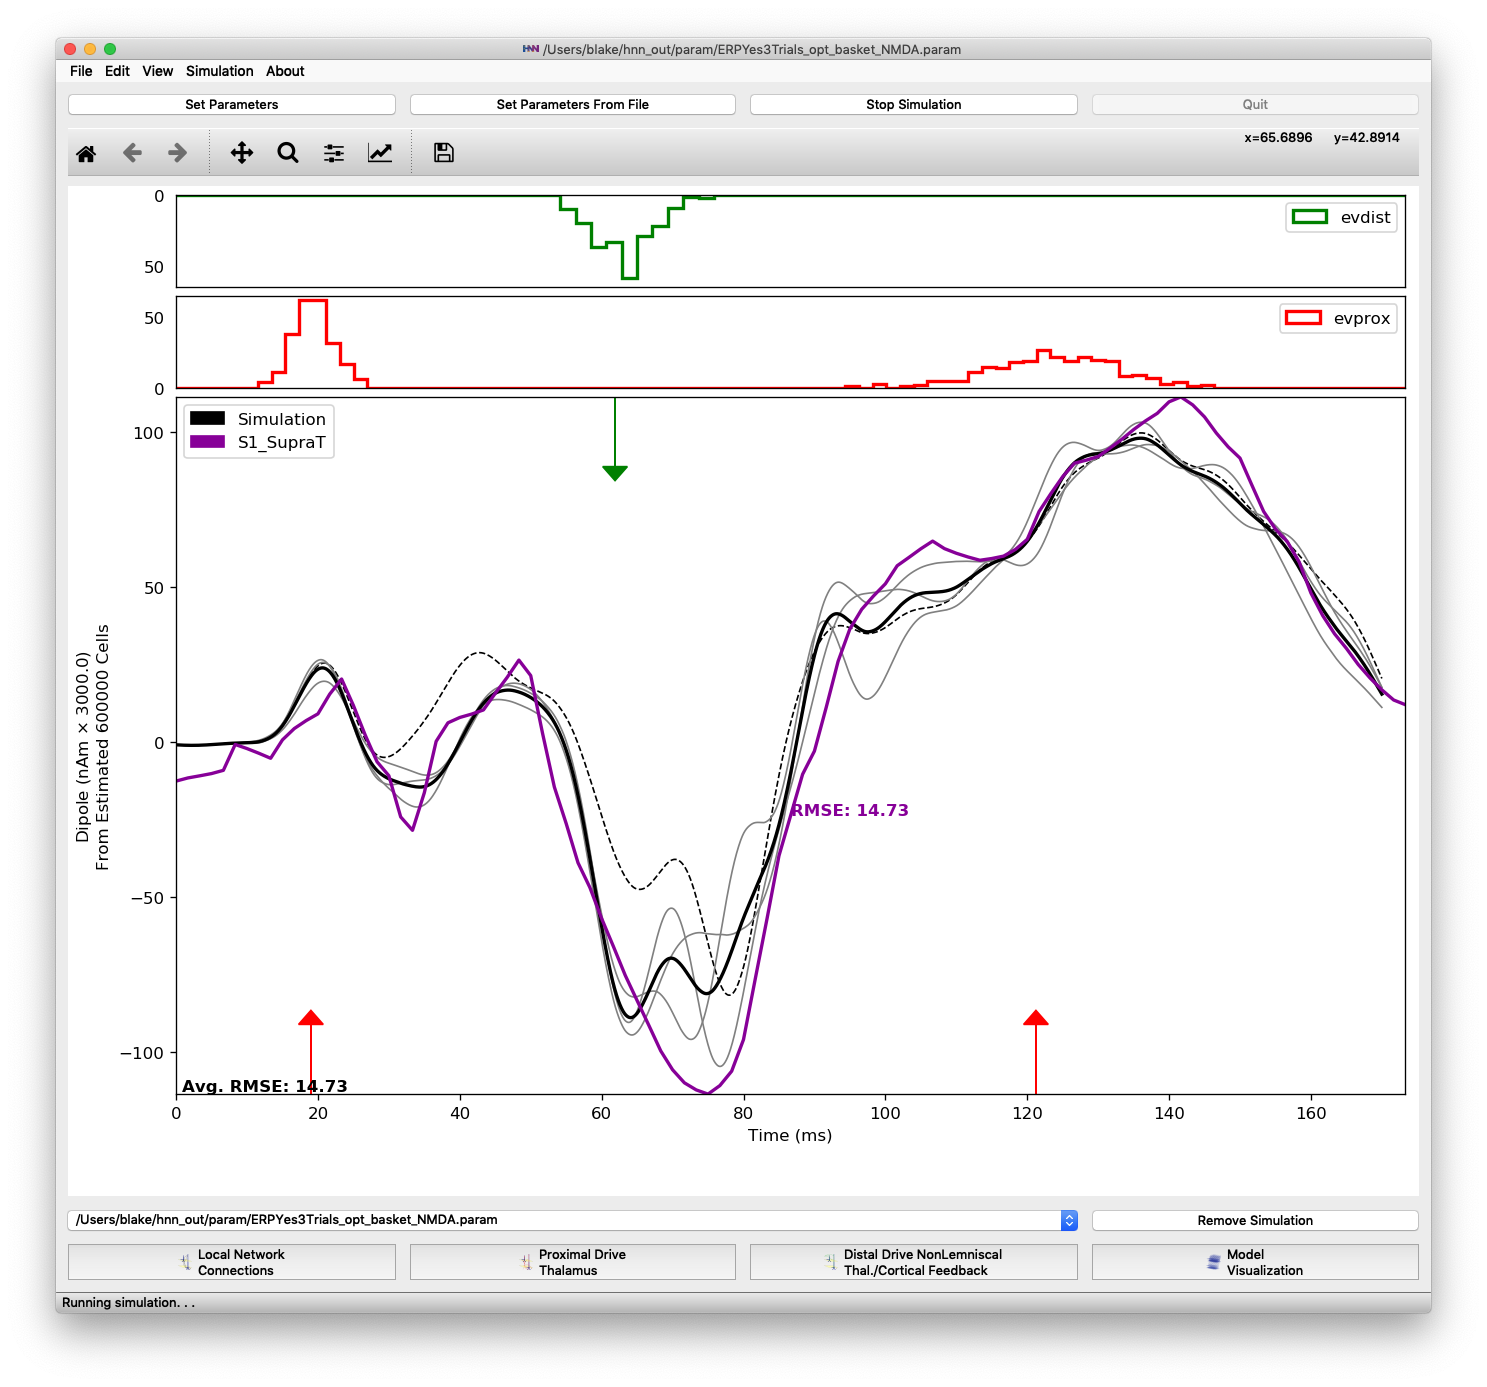 HNN /Users/blake/hnn_out/param/ERPYes3Trials_opt_basket_NMDA.param
File Edit View Simulation About
Set Parameters Set Parameters From File Stop Simulation Quit
x=65.6896 y=42.8914
0
50
evdist
50
0
evprox
Simulation
S1_SupraT
100
50
0
−50
−100
Dipole (nAm × 3000.0)
From Estimated 600000 Cells
RMSE: 14.73
Avg. RMSE: 14.73
0 20 40 60 80 100 120 140 160
Time (ms)
/Users/blake/hnn_out/param/ERPYes3Trials_opt_basket_NMDA.param
Remove Simulation
Local Network
Connections
Proximal Drive
Thalamus
Distal Drive NonLemniscal
Thal./Cortical Feedback
Model
Visualization
Running simulation. . .